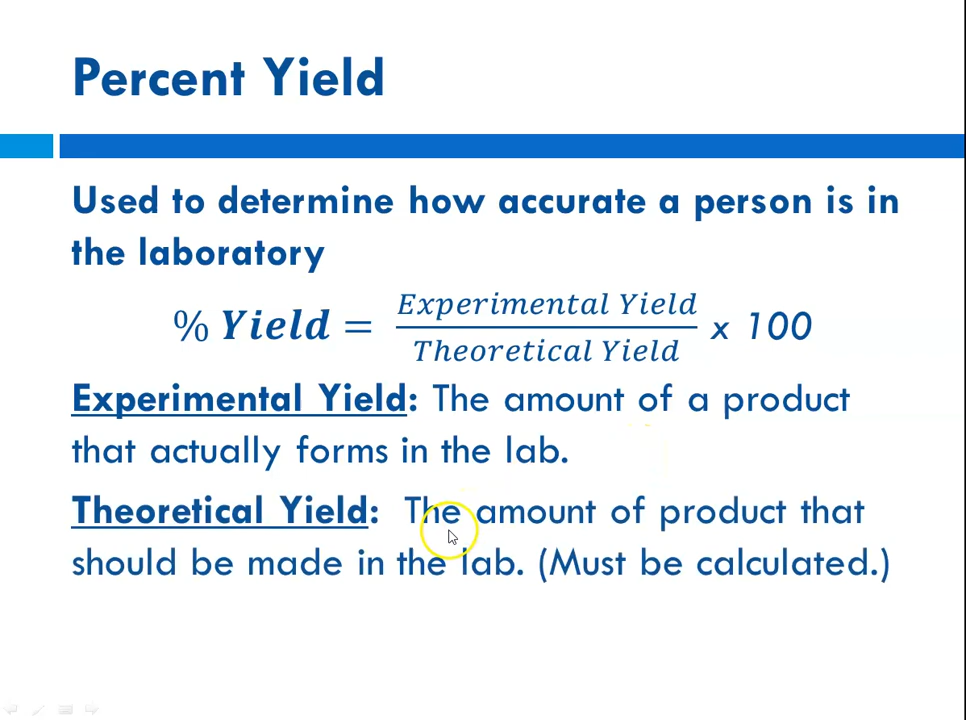 Percent Yield
Used to determine how accurate a person is in
the laboratory
% Yield = Experimental Yield / Theoretical Yield x 100
Experimental Yield: The amount of a product
that actually forms in the lab.
Theoretical Yield: The amount of product that
should be made in the lab. (Must be calculated.)